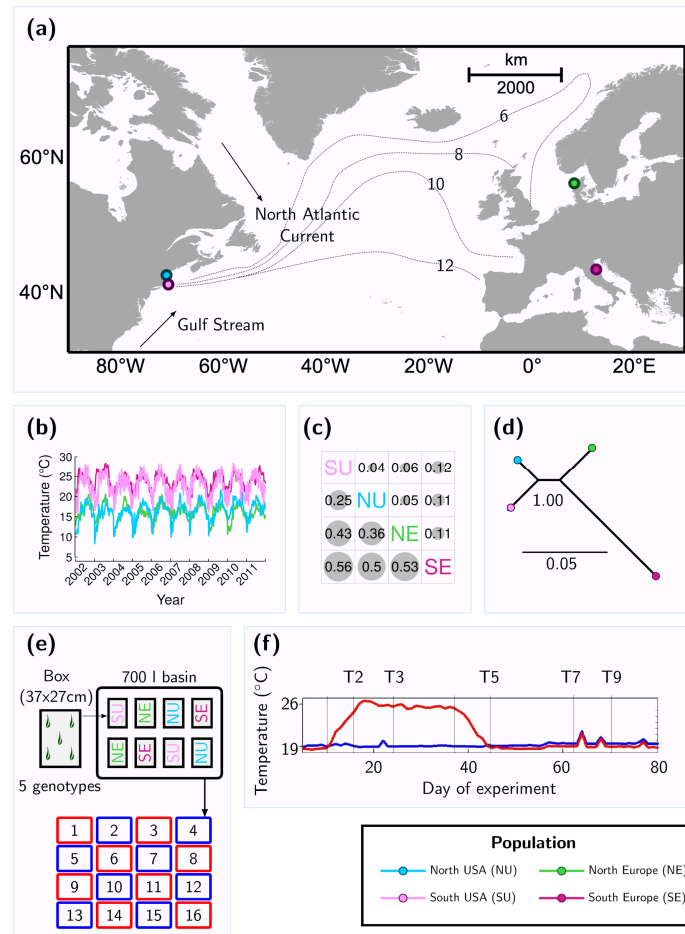 (a)
km
2000
6
8
10
12
60°N
40°N
North Atlantic
Current
Gulf Stream
80°W
60°W
40°W
20°W
0°
20°E
(b)
Temperature (°C)
30
25
20
15
10
5
2002
2003
2004
2005
2006
2007
2008
2009
2010
2011
Year
(c)
SU 0.04 0.06 0.12
0.25 NU 0.05 0.11
0.43 0.36 NE 0.11
0.56 0.5 0.53 SE
(d)
1.00
0.05
(e)
Box
(37x27cm)
700 l basin
SU NE NU SE
NE SE SU NU
5 genotypes
1 2 3 4
5 6 7 8
9 10 11 12
13 14 15 16
(f)
T2 T3 T5 T7 T9
Temperature (°C)
26
19
20 40 60 80
Day of experiment
Population
North USA (NU) North Europe (NE)
South USA (SU) South Europe (SE)